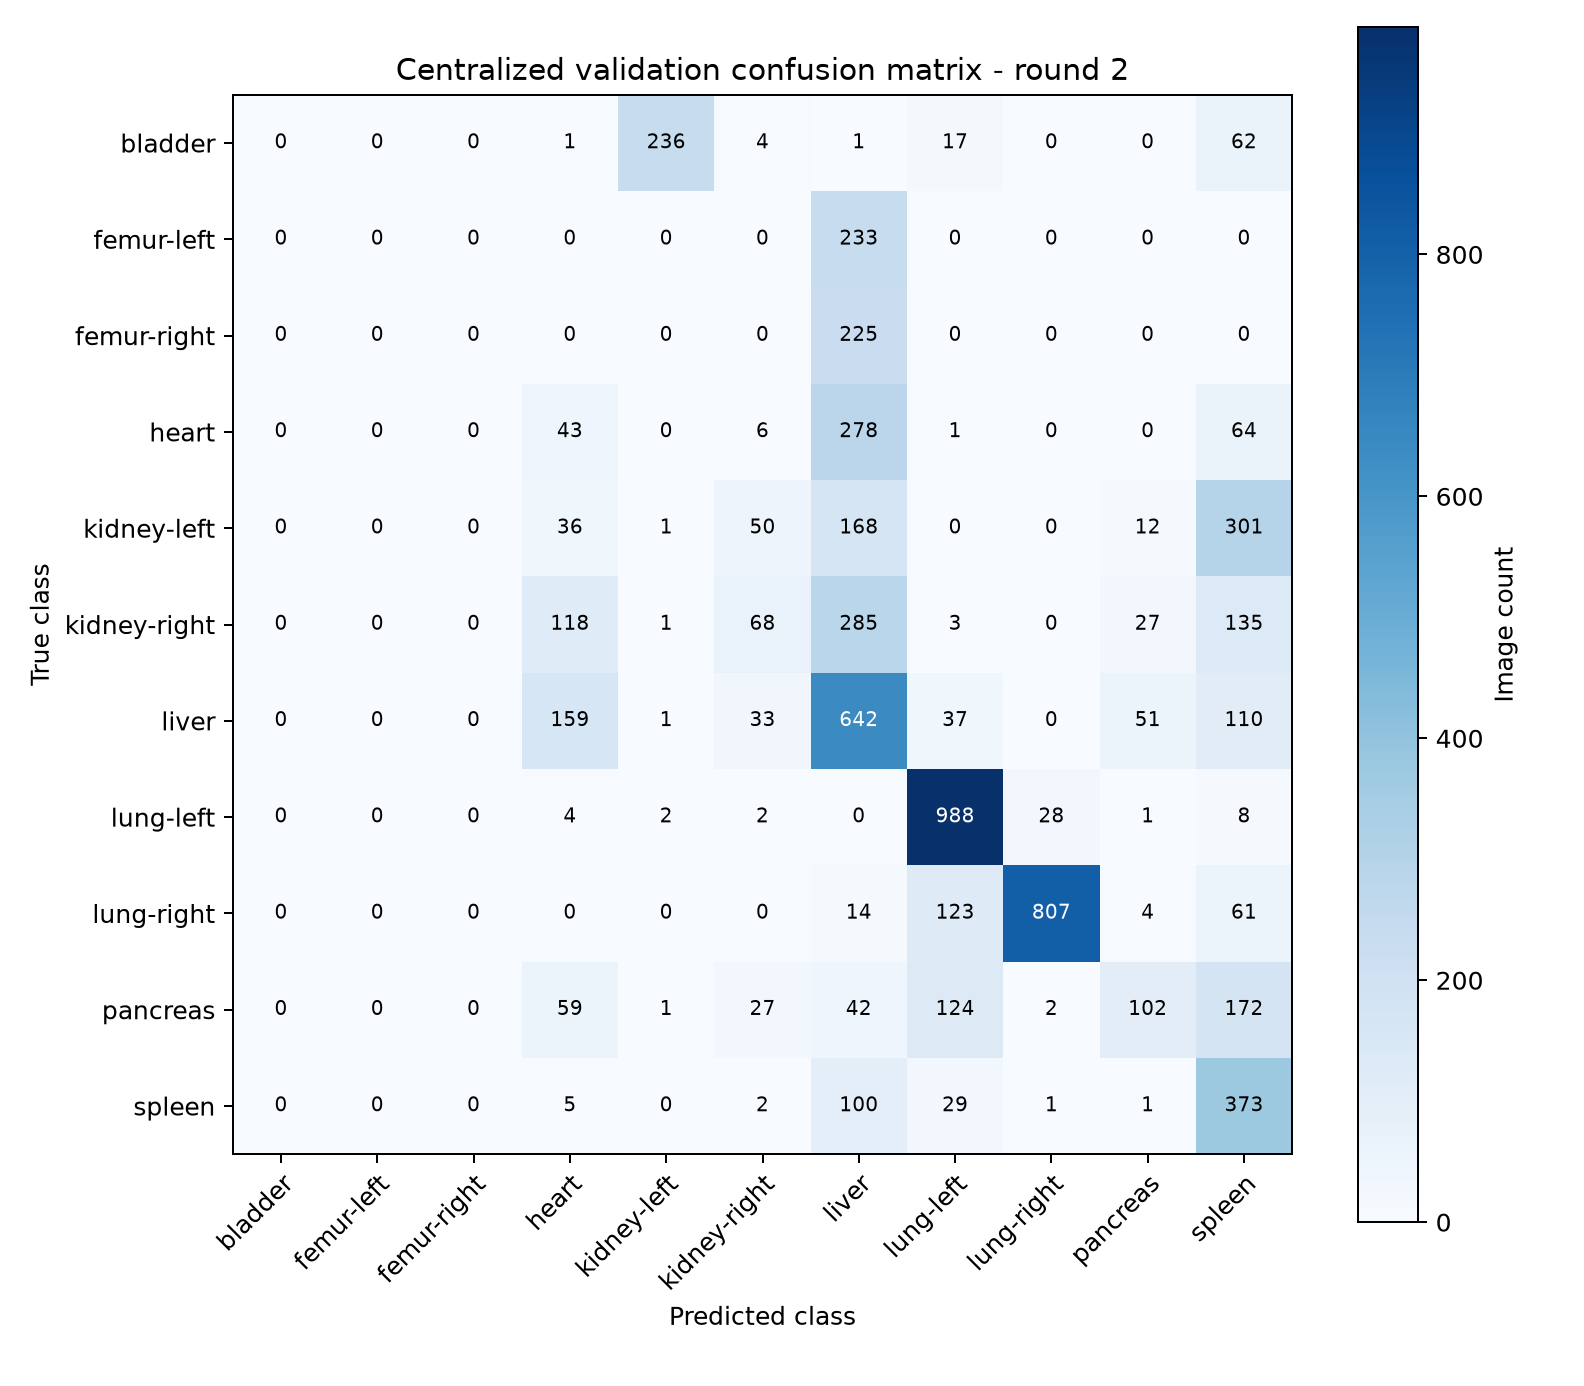 Centralized validation confusion matrix - round 2
bladder 0 0 0 1 236 4 1 17 0 0 62
femur-left 0 0 0 0 0 0 233 0 0 0 0
femur-right 0 0 0 0 0 0 225 0 0 0 0
heart 0 0 0 43 0 6 278 1 0 0 64
kidney-left 0 0 0 36 1 50 168 0 0 12 301
kidney-right 0 0 0 118 1 68 285 3 0 27 135
liver 0 0 0 159 1 33 642 37 0 51 110
lung-left 0 0 0 4 2 2 0 988 28 1 8
lung-right 0 0 0 0 0 0 14 123 807 4 61
pancreas 0 0 0 59 1 27 42 124 2 102 172
spleen 0 0 0 5 0 2 100 29 1 1 373
bladder femur-left femur-right heart kidney-left kidney-right liver lung-left lung-right pancreas spleen
Predicted class
True class
800
600
400
200
0
Image count